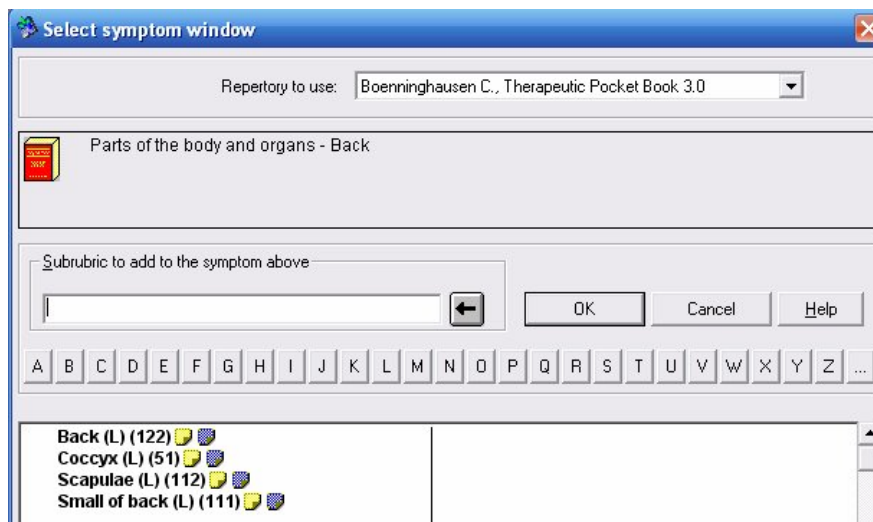 Select symptom window
Repertory to use: Boenninghausen C., Therapeutic Pocket Book 3.0
Parts of the body and organs - Back
Subrubric to add to the symptom above
OK Cancel Help
A B C D E F G H I J K L M N O P Q R S T U V W X Y Z ...
Back (L) (122)
Coccyx (L) (51)
Scapulae (L) (112)
Small of back (L) (111)